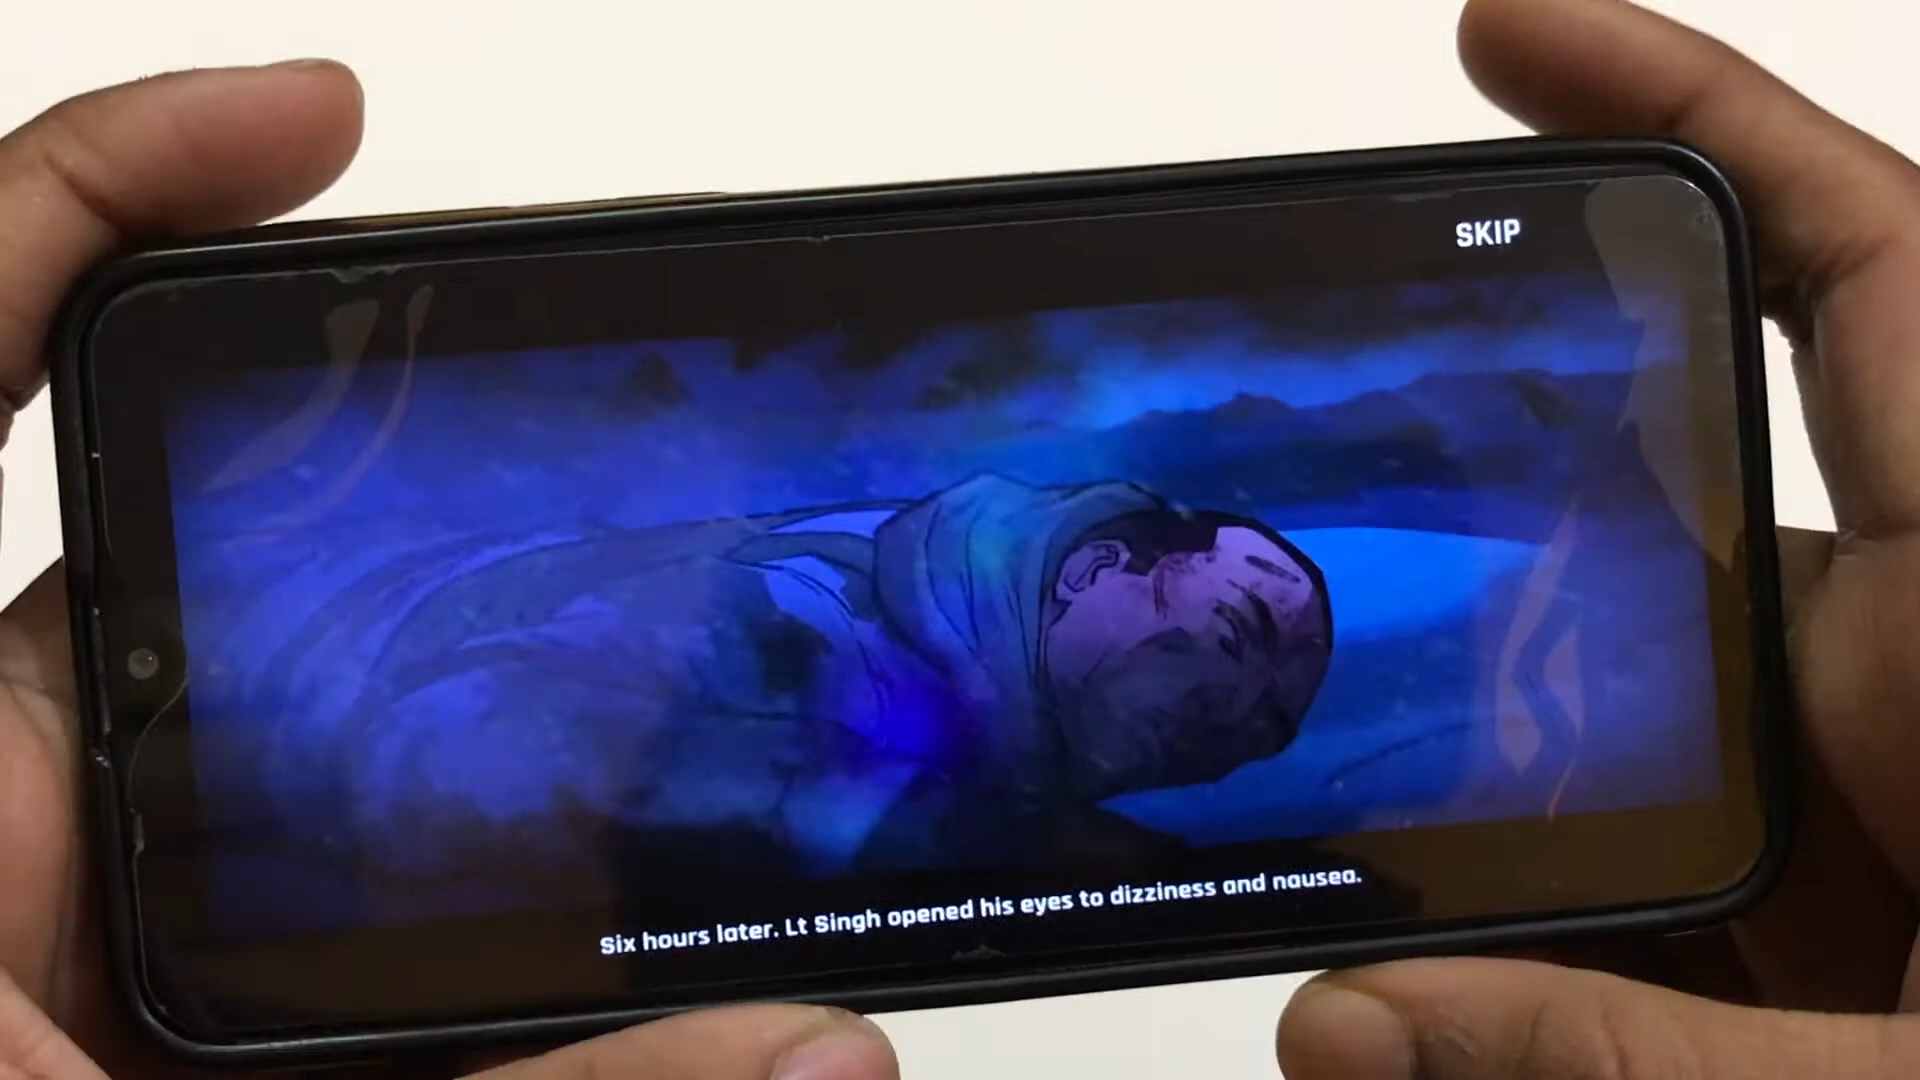 SKIP
Six hours later. Lt Singh opened his eyes to dizziness and nausea.